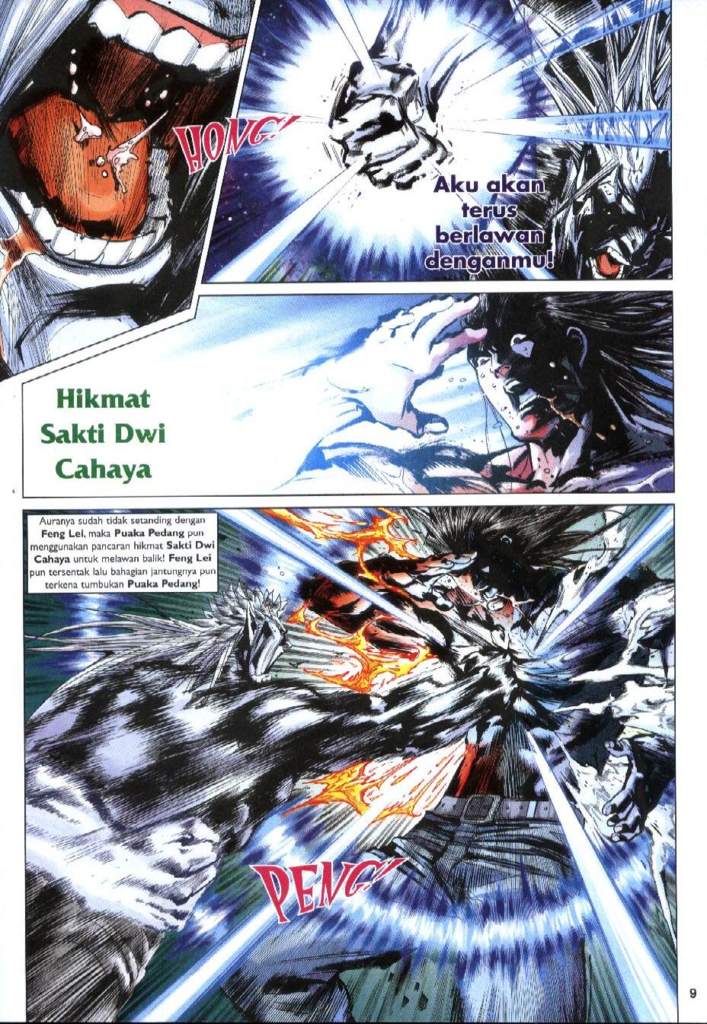 HONG!
Aku akan
terus
berlawan
denganmu!
Hikmat
Sakti Dwi
Cahaya
Auranya sudah tidak setanding dengan
Feng Lei, maka Puaka Pedang pun
menggunakan pancaran hikmat Sakti Dwi
Cahaya untuk melawan balik! Feng Lei
pun tersentak lalu bahagian jantungnya pun
terkena tumbukan Puaka Pedang!
PENG!
9